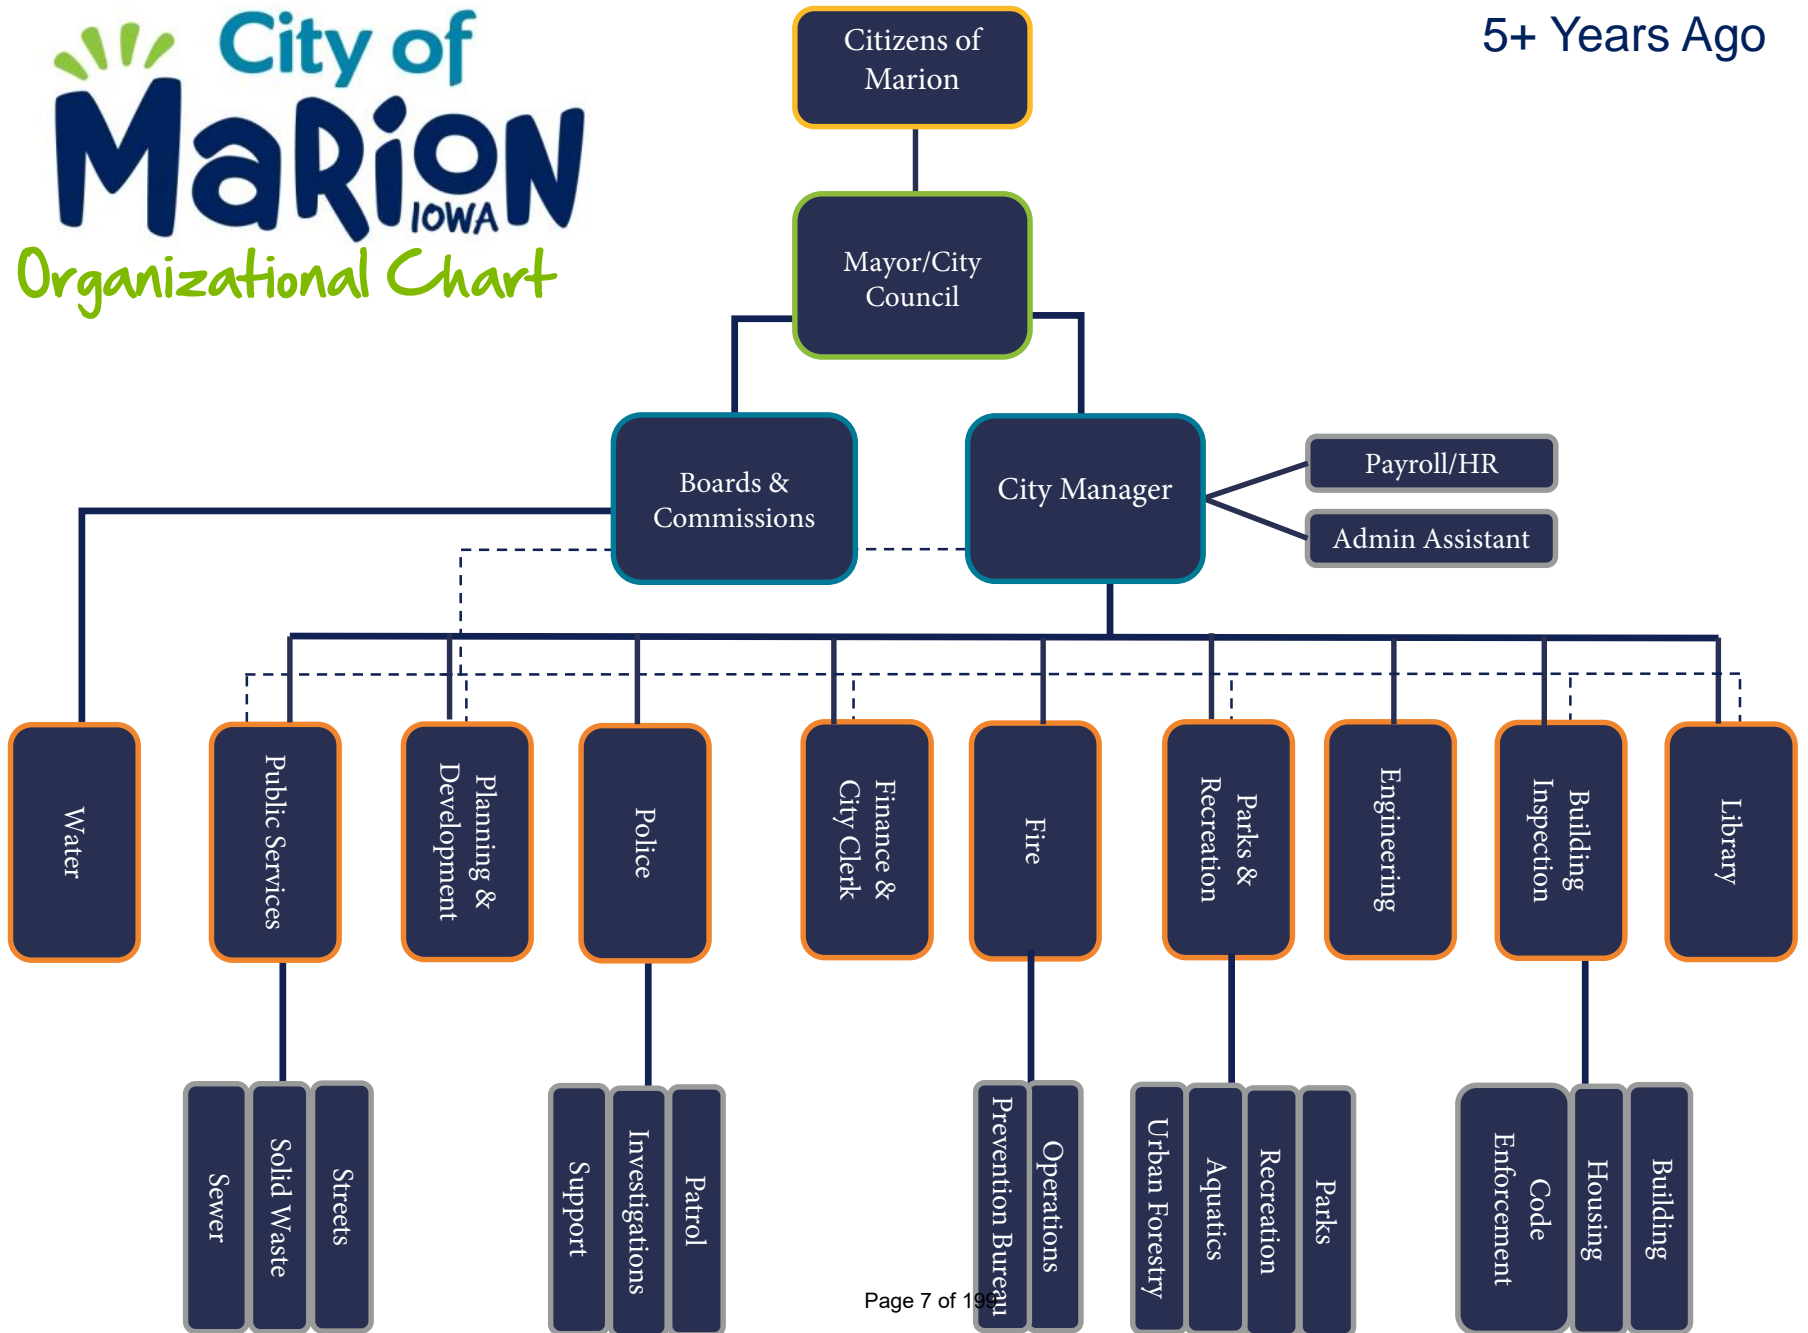 City of
MaRiON
IOWA
Organizational Chart
5+ Years Ago
Citizens of
Marion
Mayor/City
Council
Boards &
Commissions
City Manager
Payroll/HR
Admin Assistant
Water
Public Services
Planning &
Development
Police
Finance &
City Clerk
Fire
Parks &
Recreation
Engineering
Building
Inspection
Library
Sewer
Solid Waste
Streets
Support
Investigations
Patrol
Prevention Bureau
Operations
Urban Forestry
Aquatics
Recreation
Parks
Code
Enforcement
Housing
Building
Page 7 of 199